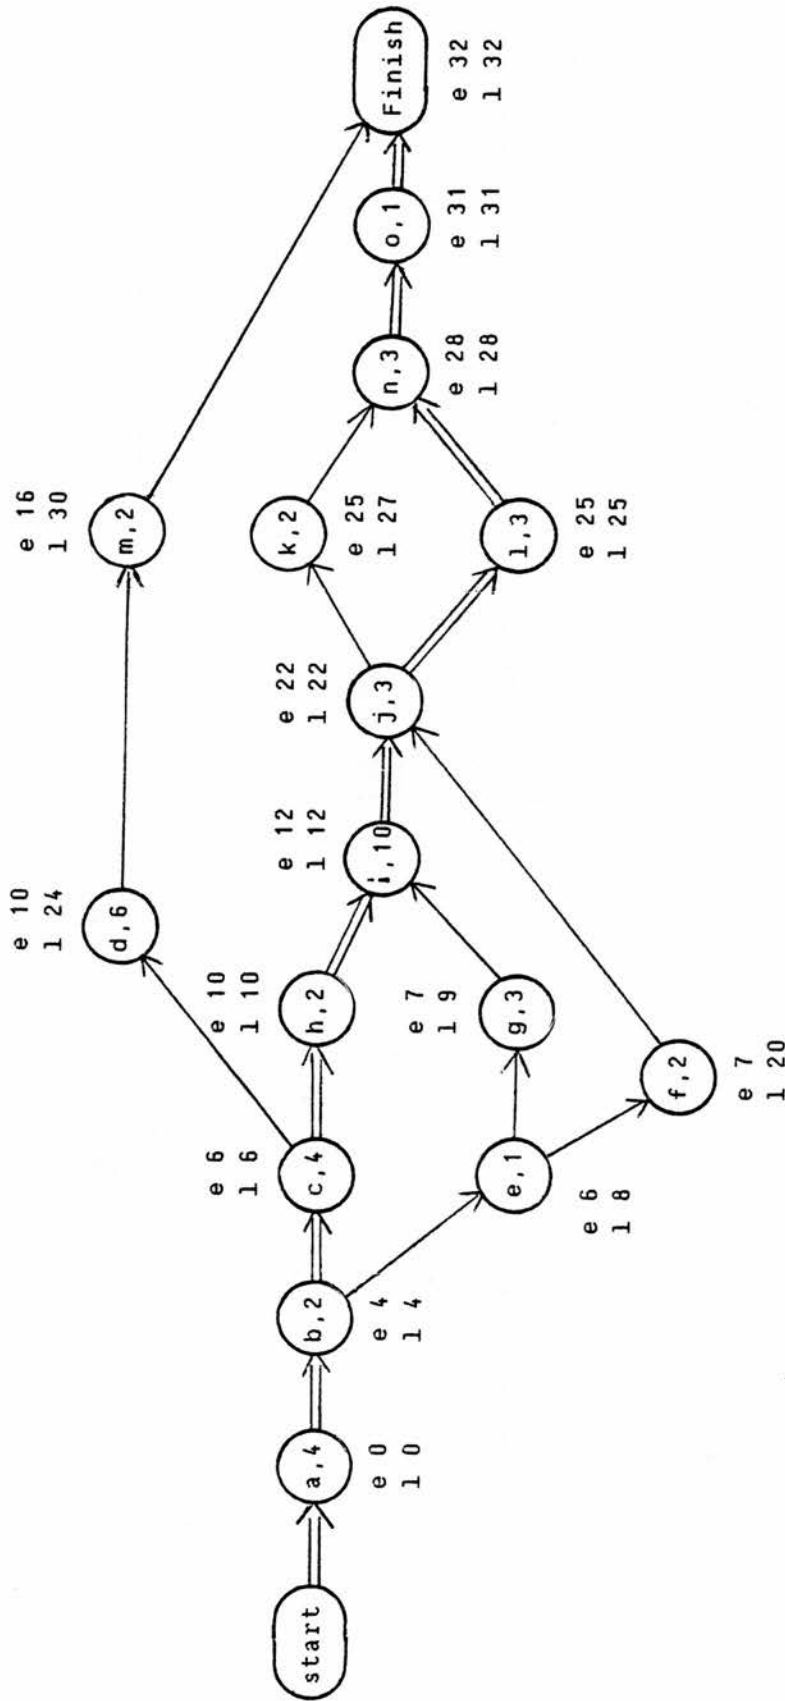 start
a,4
e 0
l 0
b,2
e 4
l 4
e 6
l 6
c,4
e,1
e 6
l 8
e 10
l 10
h,2
e 7
l 9
g,3
f,2
e 7
l 20
e 10
l 24
d,6
e 12
l 12
i,10
e 22
l 22
j,3
e 16
l 30
m,2
k,2
e 25
l 27
l,3
e 25
l 25
n,3
e 28
l 28
o,1
e 31
l 31
Finish
e 32
l 32